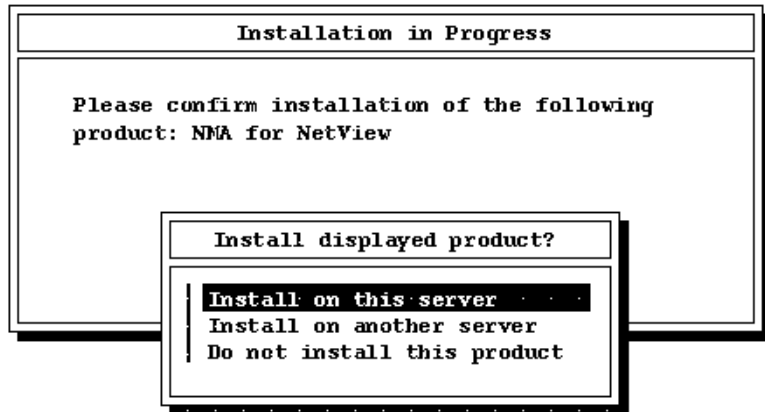 Installation in Progress
Please confirm installation of the following
product: NMA for NetView
Install displayed product?
Install on this server
Install on another server
Do not install this product